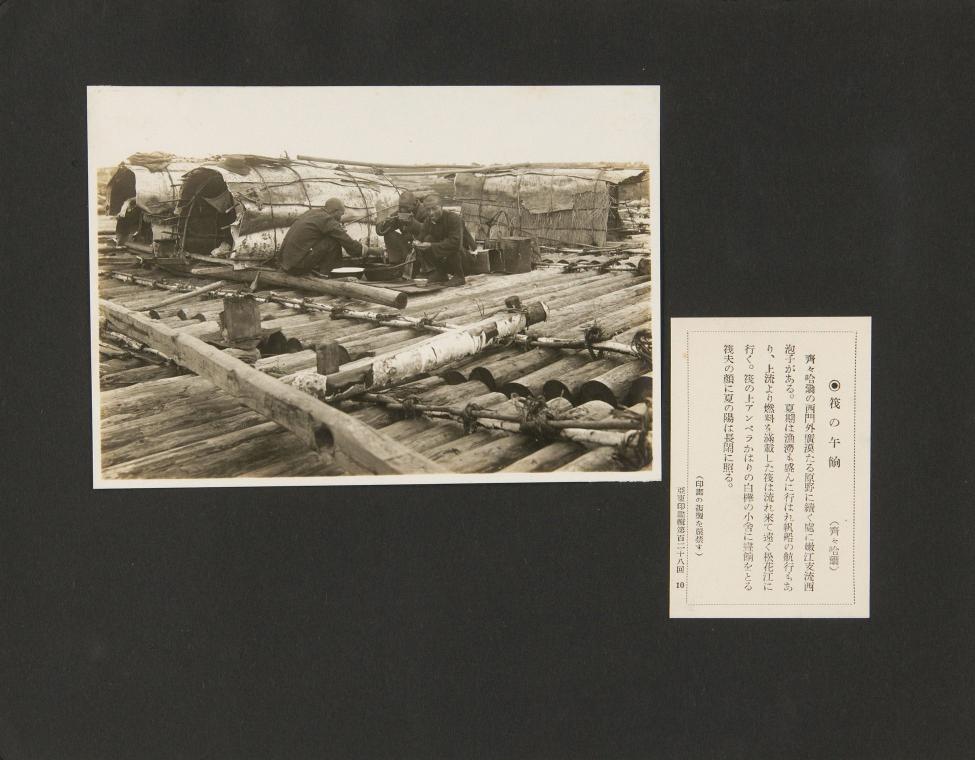 ◉筏の午餉
（齊々哈爾）
齊々哈爾の西門外廣漠たる原野に續く處に嫩江支流西
泡子がある。夏期は漁撈も盛んに行はれ帆船の航行もあ
り、上流より燃料を滿載した筏は流れ來て遠く松花江に
行く。筏の上アンペラかはりの白樺の小舍に晝餉をとる
筏夫の顏に夏の陽は長閑に照る。
（印畫の複製を嚴禁す）
亞東印畫輯第百二十八回　10